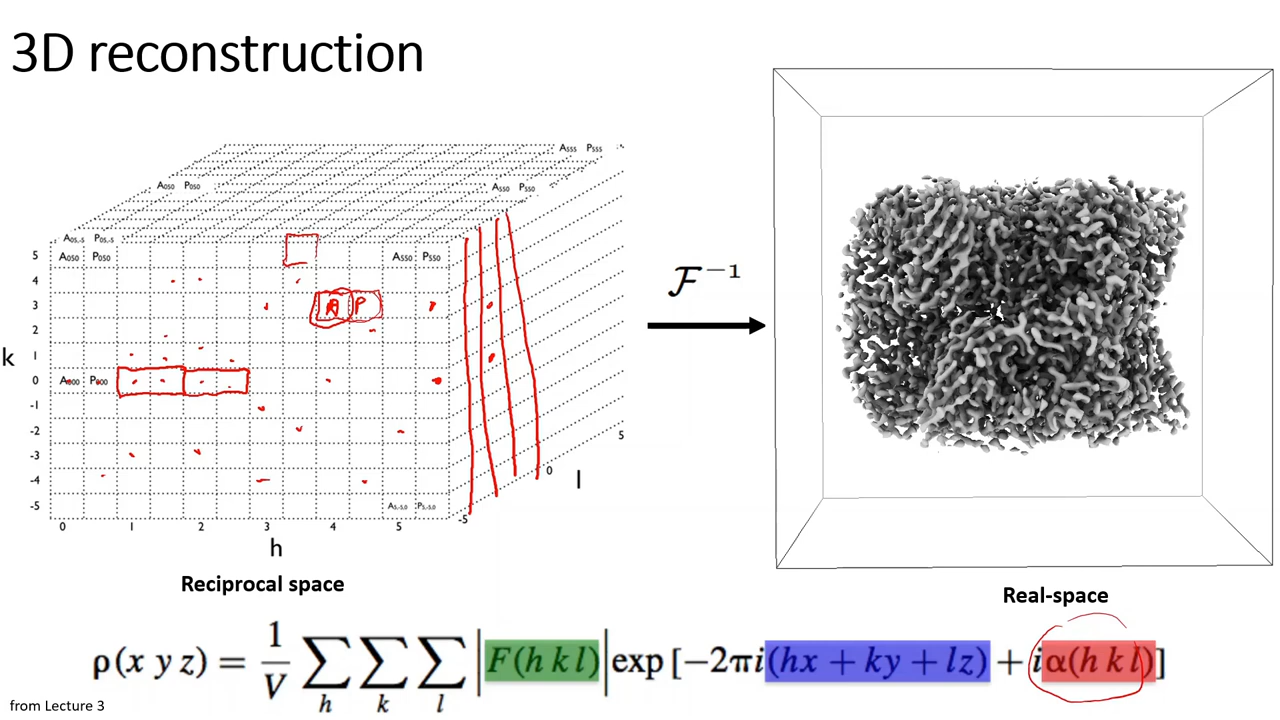 3D reconstruction
A555 P555
A050 P050
A550 P550
A05,-5 P05,-5
5 A050 P050 A550 P550
4
3 A P
2
k 1
0 A000 P000
-1
-2
-3
-4
-5 A5,-5,0 P5,-5,0
0 1 2 3 4 5
h
-5 0 5
l
Reciprocal space
ℱ⁻¹
Real-space
ρ(x y z) = 1/V ∑h ∑k ∑l |F(h k l)| exp [−2πi(hx + ky + lz) + iα(h k l)]
from Lecture 3